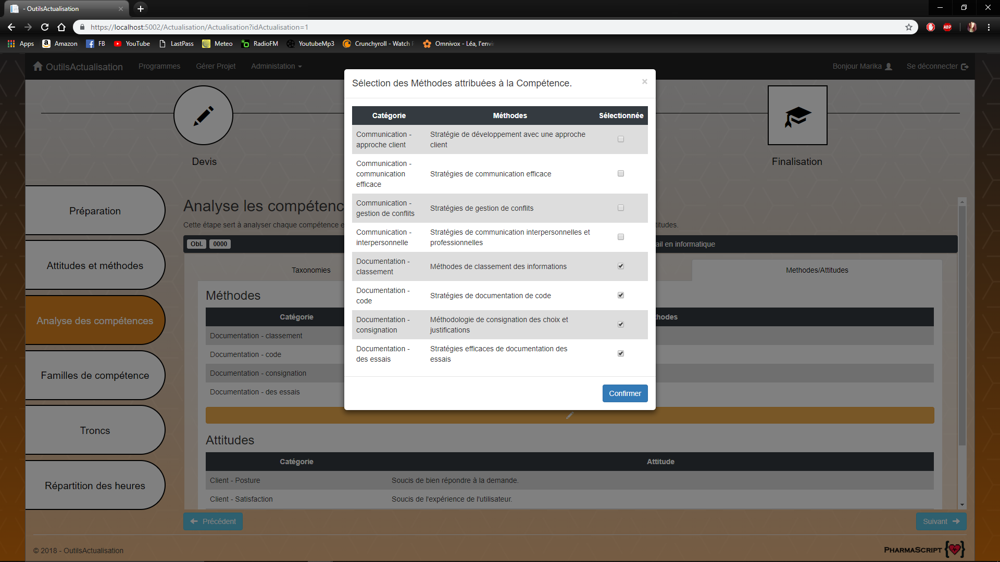 - OutilsActualisation
https://localhost:5002/Actualisation/Actualisation?idActualisation=1
Apps Amazon FB YouTube LastPass Meteo RadioFM YoutubeMp3 Crunchyroll - Watch Omnivox - Léa, l'envi
ABP
OutilsActualisation Programmes Gérer Projet Administation Bonjour Marika Se déconnecter
Devis
Finalisation
Préparation
Attitudes et méthodes
Analyse des compétences
Familles de compétence
Troncs
Répartition des heures
Analyse les compétenc
Cette étape sert à analyser chaque compétence e
titudes.
Obl. 0000
ail en informatique
Taxonomies
Methodes/Attitudes
Méthodes
Catégorie
hodes
Documentation - classement
Documentation - code
Documentation - consignation
Documentation - des essais
Attitudes
Catégorie Attitude
Client - Posture Soucis de bien répondre à la demande.
Client - Satisfaction Soucis de l'expérience de l'utilisateur.
Précédent
Suivant
© 2018 - OutilsActualisation
PharmaScript
Sélection des Méthodes attribuées à la Compétence.
×
Catégorie Méthodes Sélectionnée
Communication -
approche client
Stratégie de développement avec une approche
client
Communication -
communication
efficace
Stratégies de communication efficace
Communication -
gestion de conflits
Stratégies de gestion de conflits
Communication -
interpersonnelle
Stratégies de communication interpersonnelles et
professionnelles
Documentation -
classement
Méthodes de classement des informations
Documentation -
code
Stratégies de documentation de code
Documentation -
consignation
Méthodologie de consignation des choix et
justifications
Documentation -
des essais
Stratégies efficaces de documentation des
essais
Confirmer